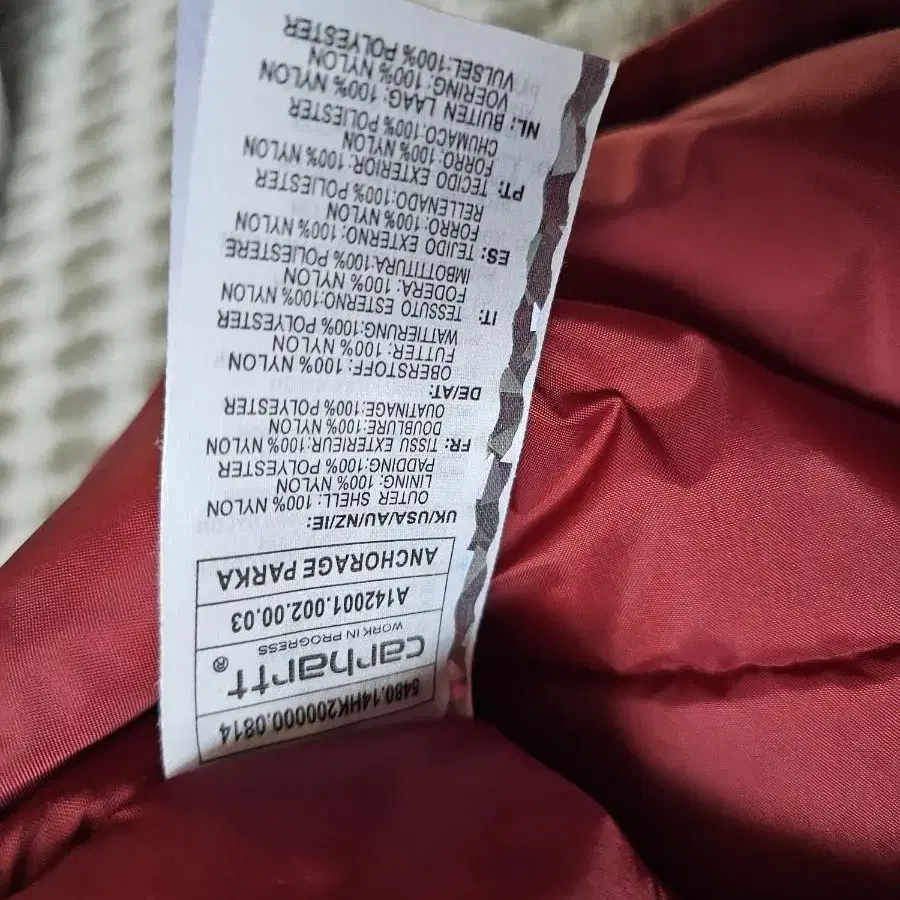 5480.14HK200000.0814
carhartt®
WORK IN PROGRESS
A142001.002.00.03
ANCHORAGE PARKA
UK/USA/AU/NZ/IE:
OUTER SHELL: 100% NYLON
LINING: 100% NYLON
PADDING:100% POLYESTER
FR: TISSU EXTERIEUR:100% NYLON
DOUBLURE: 100% NYLON
OUATINAGE:100% POLYESTER
DE/AT:
OBERSTOFF: 100% NYLON
FUTTER: 100% NYLON
WATTIERUNG:100% POLYESTER
IT: TESSUTO ESTERNO:100% NYLON
FODERA: 100% NYLON
IMBOTTITURA:100% POLIESTERE
ES: TEJIDO EXTERNO: 100% NYLON
FORRO: 100% NYLON
RELLENADO:100% POLIESTER
PT: TECIDO EXTERIOR:100% NYLON
FORRO: 100% NYLON
CHUMACO:100% POLIESTER
NL: BUITEN LAAG: 100% NYLON
VOERING: 100% NYLON
VULSEL:100% POLYESTER